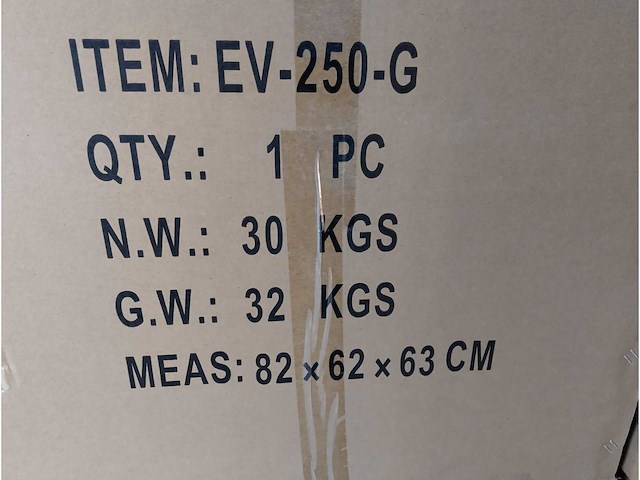 ITEM: EV-250-G
QTY.: 1 PC
N.W.: 30 KGS
G.W.: 32 KGS
MEAS: 82 × 62 × 63 CM